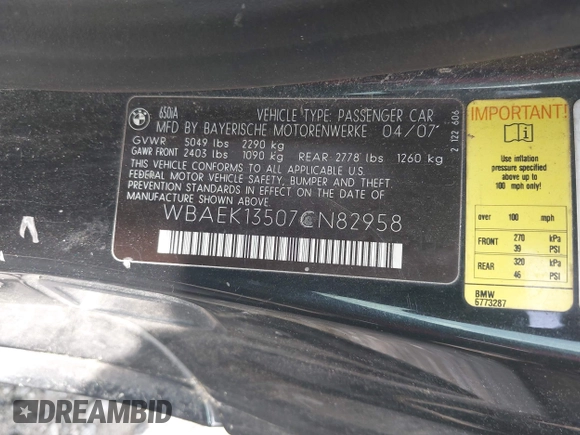 BMW
650iA
VEHICLE TYPE: PASSENGER CAR
MFD BY BAYERISCHE MOTORENWERKE 04/07
GVWR 5049 lbs 2290 kg
GAWR FRONT 2403 lbs 1090 kg REAR 2778 lbs 1260 kg
THIS VEHICLE CONFORMS TO ALL APPLICABLE U.S.
FEDERAL MOTOR VEHICLE SAFETY, BUMPER AND THEFT
PREVENTION STANDARDS IN EFFECT ON THE DATE OF
MANUFACTURE SHOWN ABOVE.
WBAEK13507CN82958
2 122 606
IMPORTANT!
Use inflation
pressure specified
above if exceeding
100 mph
over 100 mph
FRONT 270 kPa
39 PSI
REAR 320 kPa
46 PSI
BMW
6773287
DREAMBID